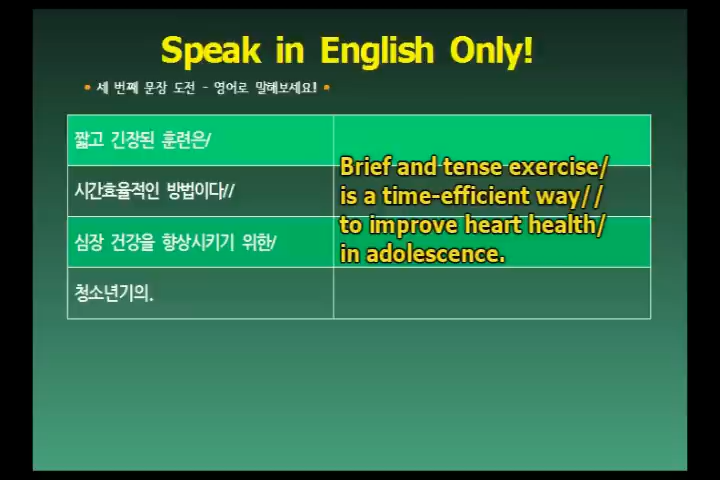 Speak in English Only!
• 세 번째 문장 도전 - 영어로 말해보세요! •
짧고 긴장된 훈련은/
시간효율적인 방법이다//
심장 건강을 향상시키기 위한/
청소년기의.
Brief and tense exercise/
is a time-efficient way//
to improve heart health/
in adolescence.